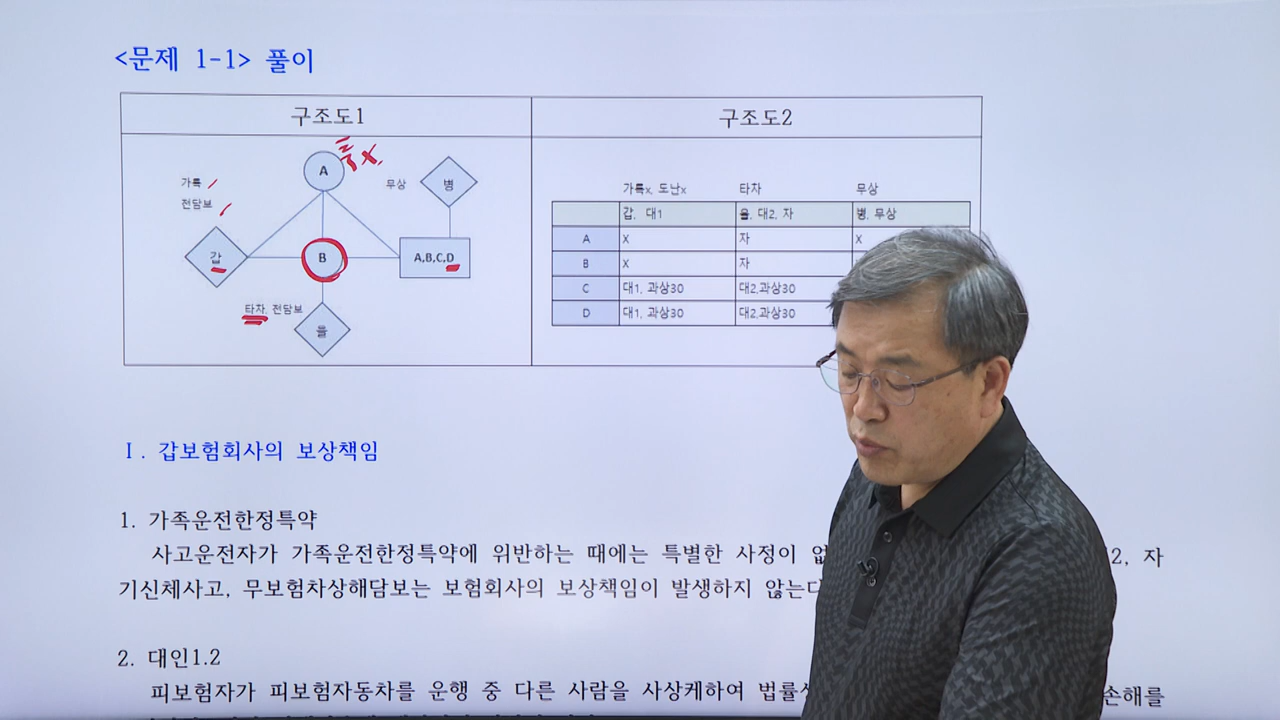 <문제 1-1> 풀이
구조도1
구조도2
A
가족
전담보
무상
병
갑
B
A,B,C,D
타차, 전담보
을
가족x, 도난x 타차 무상
갑, 대1 을, 대2, 자 병, 무상
A X 자 X
B X 자
C 대1, 과상30 대2,과상30
D 대1, 과상30 대2,과상30
Ⅰ. 갑보험회사의 보상책임
1. 가족운전한정특약
사고운전자가 가족운전한정특약에 위반하는 때에는 특별한 사정이 없 2, 자
기신체사고, 무보험차상해담보는 보험회사의 보상책임이 발생하지 않는다
2. 대인1.2
피보험자가 피보험자동차를 운행 중 다른 사람을 사상케하여 법률 손해를